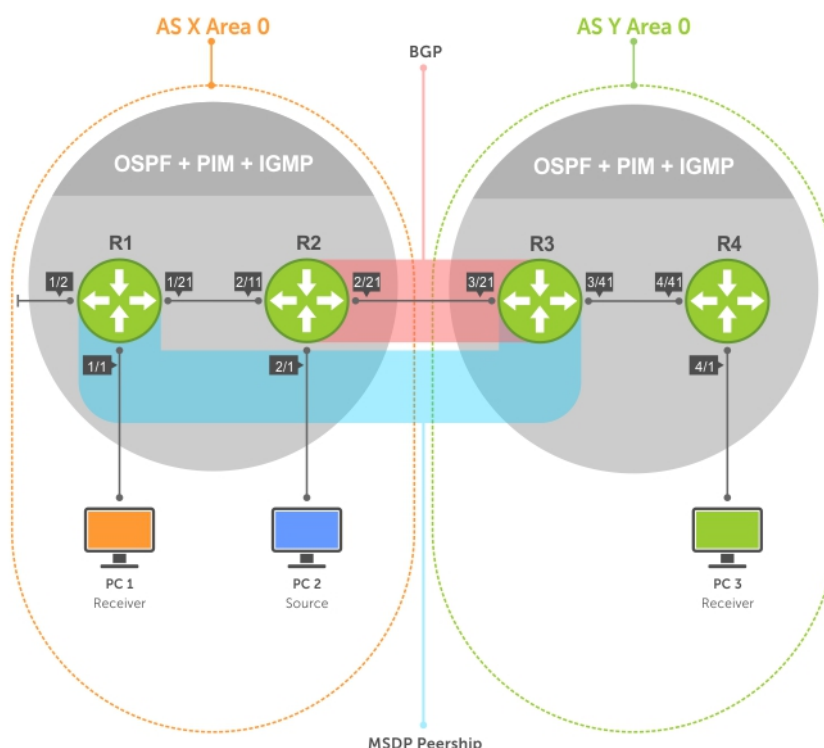 AS X Area 0
BGP
AS Y Area 0
OSPF + PIM + IGMP
OSPF + PIM + IGMP
R1
R2
R3
R4
1/2
1/21
2/11
2/21
3/21
3/41
4/41
1/1
2/1
4/1
PC 1
Receiver
PC 2
Source
PC 3
Receiver
MSDP Peership